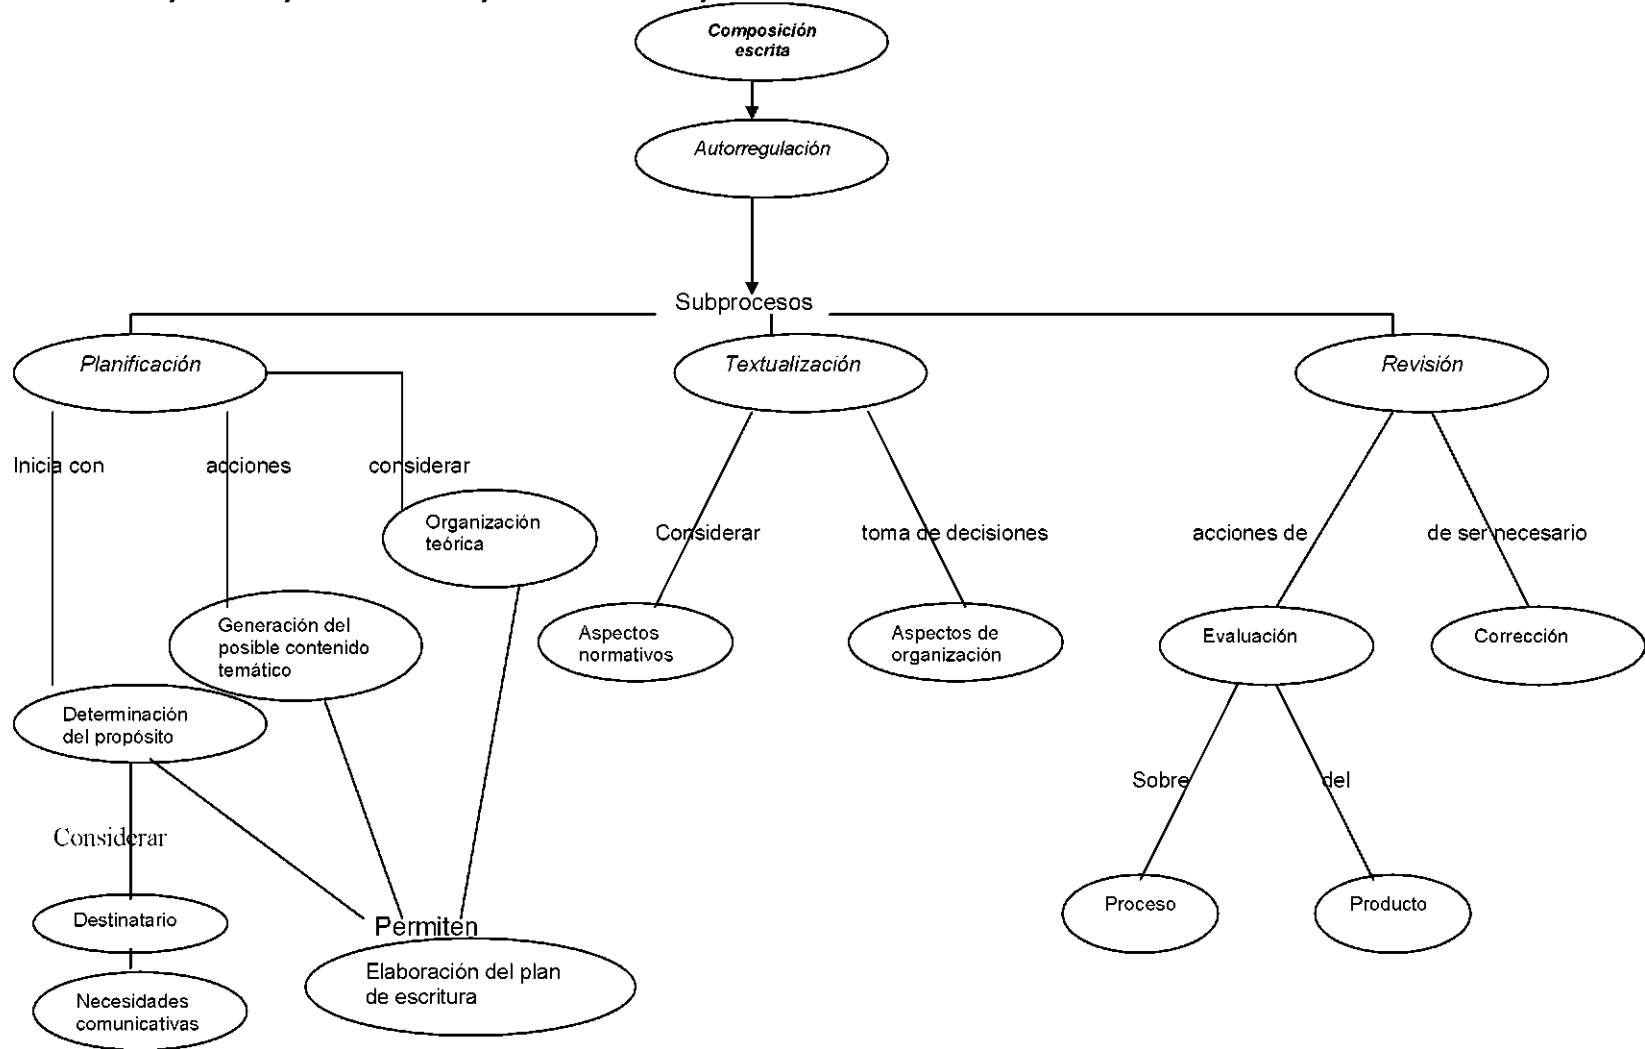 Composición
escrita
Autorregulación
Subprocesos
Planificación
Textualización
Revisión
Inicia con
acciones
considerar
Organización
teórica
Considerar
toma de decisiones
acciones de
de ser necesario
Generación del
posible contenido
temático
Aspectos
normativos
Aspectos de
organización
Evaluación
Corrección
Determinación
del propósito
Sobre
del
Considerar
Destinatario
Proceso
Producto
Permiten
Elaboración del plan
de escritura
Necesidades
comunicativas